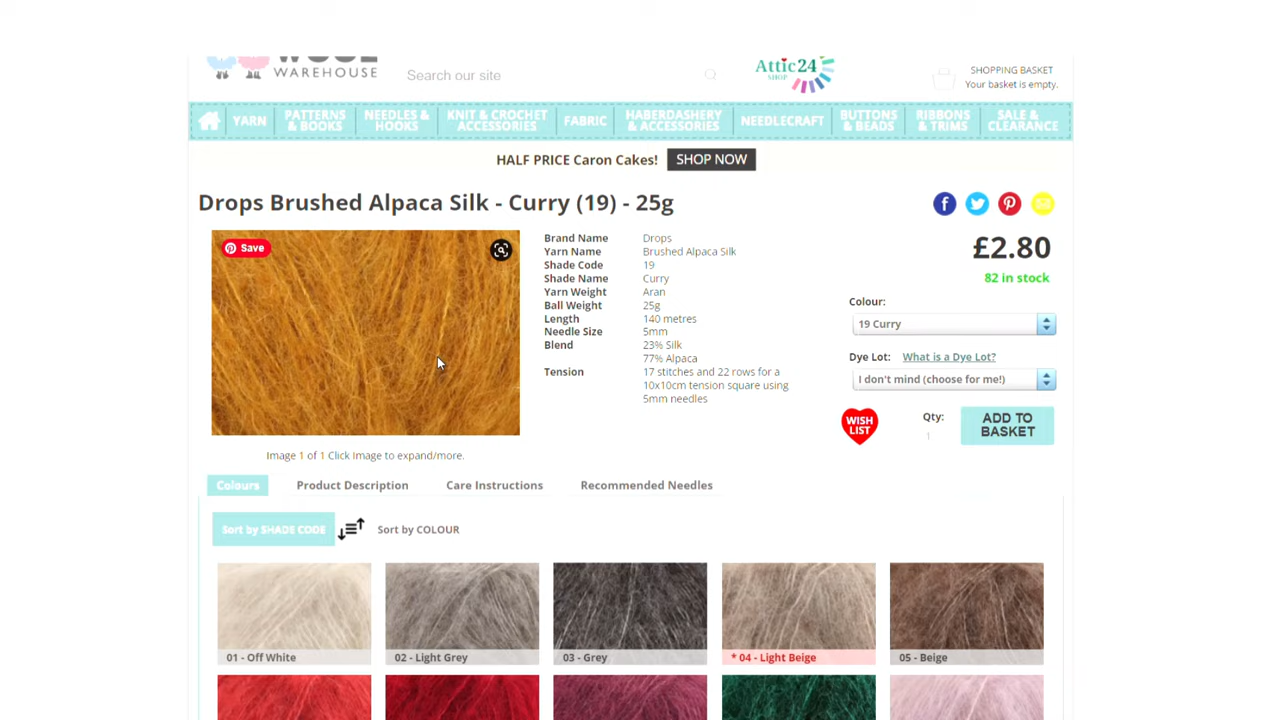 WAREHOUSE
Search our site
Attic24
SHOP
SHOPPING BASKET
Your basket is empty.
YARN
PATTERNS & BOOKS
NEEDLES & HOOKS
KNIT & CROCHET ACCESSORIES
FABRIC
HABERDASHERY & ACCESSORIES
NEEDLECRAFT
BUTTONS & BEADS
RIBBONS & TRIMS
SALE & CLEARANCE
HALF PRICE Caron Cakes! SHOP NOW
Drops Brushed Alpaca Silk - Curry (19) - 25g
Save
Brand Name Drops
Yarn Name Brushed Alpaca Silk
Shade Code 19
Shade Name Curry
Yarn Weight Aran
Ball Weight 25g
Length 140 metres
Needle Size 5mm
Blend 23% Silk
77% Alpaca
Tension 17 stitches and 22 rows for a
10x10cm tension square using
5mm needles
£2.80
82 in stock
Colour:
19 Curry
Dye Lot: What is a Dye Lot?
I don't mind (choose for me!)
WISH LIST
Qty:
1
ADD TO BASKET
Image 1 of 1 Click Image to expand/more.
Colours Product Description Care Instructions Recommended Needles
Sort by SHADE CODE Sort by COLOUR
01 - Off White
02 - Light Grey
03 - Grey
* 04 - Light Beige
05 - Beige